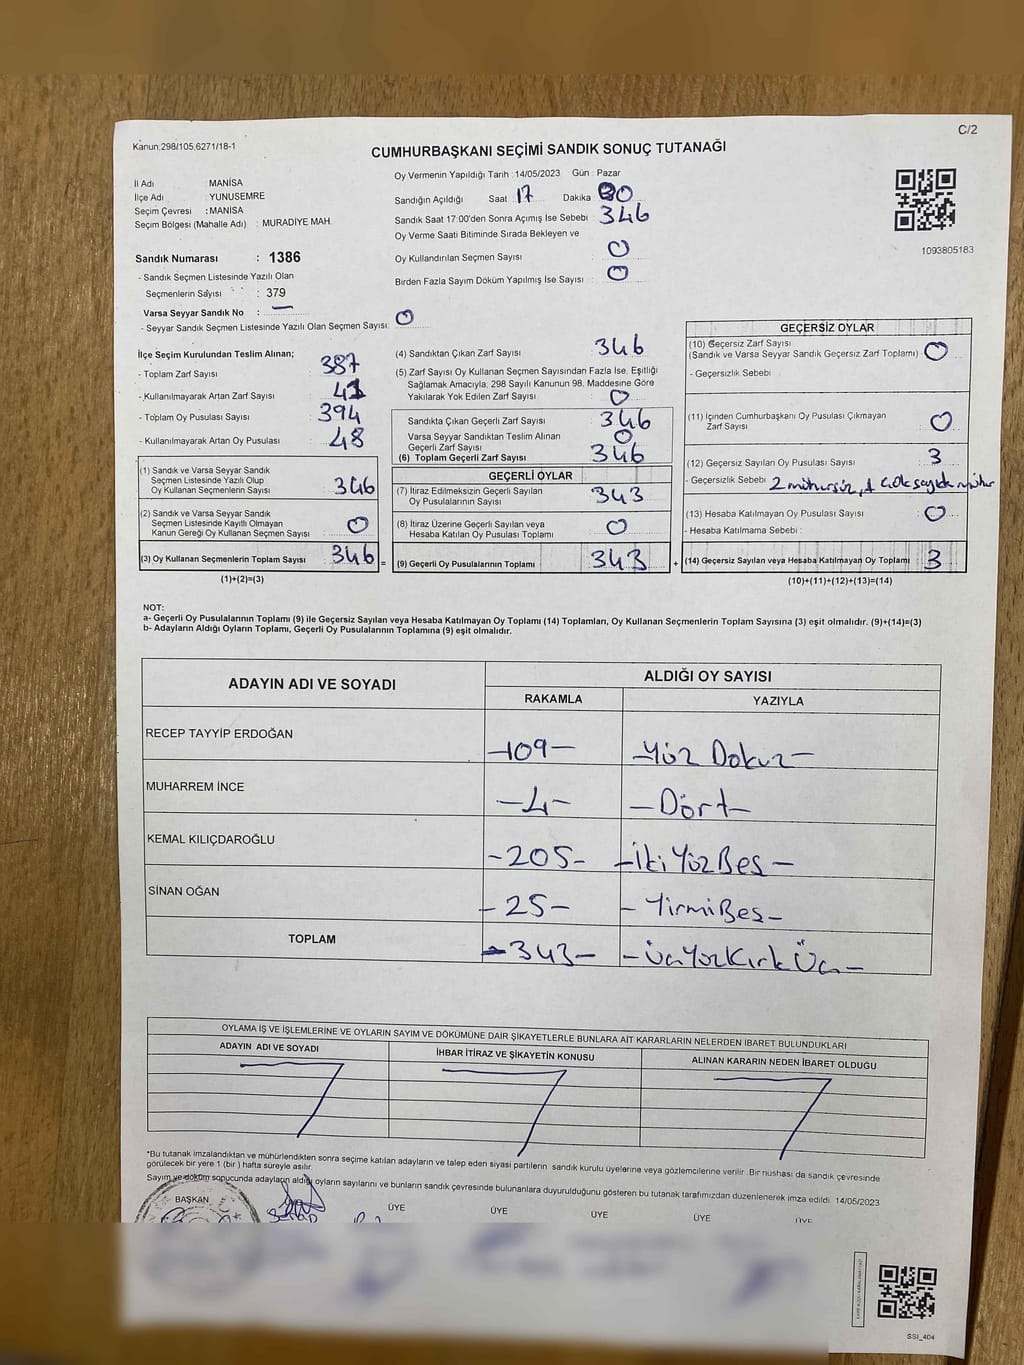 C/2
Kanun:298/105,6271/18-1
CUMHURBAŞKANI SEÇİMİ SANDIK SONUÇ TUTANAĞI
İl Adı MANİSA
İlçe Adı YUNUSEMRE
Seçim Çevresi : MANİSA
Seçim Bölgesi (Mahalle Adı) : MURADİYE MAH.
Oy Vermenin Yapıldığı Tarih :14/05/2023 Gün : Pazar
Sandığın Açıldığı Saat 17 Dakika
Sandık Saat 17:00'den Sonra Açımış İse Sebebi 346
Oy Verme Saati Bitiminde Sırada Bekleyen ve
Oy Kullandırılan Seçmen Sayısı 0
Birden Fazla Sayım Döküm Yapılmış İse Sayısı 0
1093805183
Sandık Numarası : 1386
- Sandık Seçmen Listesinde Yazılı Olan
Seçmenlerin Sayısı : 379
Varsa Seyyar Sandık No : —
- Seyyar Sandık Seçmen Listesinde Yazılı Olan Seçmen Sayısı: 0
İlçe Seçim Kurulundan Teslim Alınan;
- Toplam Zarf Sayısı 387
- Kullanılmayarak Artan Zarf Sayısı 41
- Toplam Oy Pusulası Sayısı 394
- Kullanılmayarak Artan Oy Pusulası 48
(1) Sandık ve Varsa Seyyar Sandık
Seçmen Listesinde Yazılı Olup
Oy Kullanan Seçmenlerin Sayısı 346
(2) Sandık ve Varsa Seyyar Sandık
Seçmen Listesinde Kayıtlı Olmayan
Kanun Gereği Oy Kullanan Seçmen Sayısı 0
(3) Oy Kullanan Seçmenlerin Toplam Sayısı 346 =
(1)+(2)=(3)
(4) Sandıktan Çıkan Zarf Sayısı 346
(5) Zarf Sayısı Oy Kullanan Seçmen Sayısından Fazla İse, Eşitliği
Sağlamak Amacıyla; 298 Sayılı Kanunun 98. Maddesine Göre
Yakılarak Yok Edilen Zarf Sayısı 0
Sandıkta Çıkan Geçerli Zarf Sayısı 346
Varsa Seyyar Sandıktan Teslim Alınan
Geçerli Zarf Sayısı 0
(6) Toplam Geçerli Zarf Sayısı 346
GEÇERLİ OYLAR
(7) İtiraz Edilmeksizin Geçerli Sayılan
Oy Pusulalarının Sayısı 343
(8) İtiraz Üzerine Geçerli Sayılan veya
Hesaba Katılan Oy Pusulası Toplamı 0
(9) Geçerli Oy Pusulalarının Toplamı 343 +
GEÇERSİZ OYLAR
(10) Geçersiz Zarf Sayısı
(Sandık ve Varsa Seyyar Sandık Geçersiz Zarf Toplamı) 0
- Geçersizlik Sebebi
(11) İçinden Cumhurbaşkanı Oy Pusulası Çıkmayan
Zarf Sayısı 0
(12) Geçersiz Sayılan Oy Pusulası Sayısı 3
- Geçersizlik Sebebi 2 mühürsüz, 1 çok sayıda mühür
(13) Hesaba Katılmayan Oy Pusulası Sayısı 0
- Hesaba Katılmama Sebebi :
(14) Geçersiz Sayılan veya Hesaba Katılmayan Oy Toplamı 3
(10)+(11)+(12)+(13)=(14)
NOT:
a- Geçerli Oy Pusulalarının Toplamı (9) ile Geçersiz Sayılan veya Hesaba Katılmayan Oy Toplamı (14) Toplamları, Oy Kullanan Seçmenlerin Toplam Sayısına (3) eşit olmalıdır. (9)+(14)=(3)
b- Adayların Aldığı Oyların Toplamı, Geçerli Oy Pusulalarının Toplamına (9) eşit olmalıdır.
ADAYIN ADI VE SOYADI ALDIĞI OY SAYISI
RAKAMLA YAZIYLA
RECEP TAYYİP ERDOĞAN -109- -Yüz Dokuz-
MUHARREM İNCE -4- -Dört-
KEMAL KILIÇDAROĞLU -205- -İki Yüz Beş-
SİNAN OĞAN -25- -Yirmi Beş-
TOPLAM -343- -Üç Yüz Kırk Üç-
OYLAMA İŞ VE İŞLEMLERİNE VE OYLARIN SAYIM VE DÖKÜMÜNE DAİR ŞİKAYETLERLE BUNLARA AİT KARARLARIN NELERDEN İBARET BULUNDUKLARI
ADAYIN ADI VE SOYADI İHBAR İTİRAZ VE ŞİKAYETİN KONUSU ALINAN KARARIN NEDEN İBARET OLDUĞU
*Bu tutanak imzalandıktan ve mühürlendikten sonra seçime katılan adayların ve talep eden siyasi partilerin sandık kurulu üyelerine veya gözlemcilerine verilir. Bir nüshası da sandık çevresinde
görülecek bir yere 1 (bir) hafta süreyle asılır.
Sayım ve döküm sonucunda adayların aldığı oyların sayılarını ve bunların sandık çevresinde bulunanlara duyurulduğunu gösteren bu tutanak tarafımızdan düzenlenerek imza edildi. 14/05/2023
BAŞKAN ÜYE ÜYE ÜYE ÜYE ÜYE
SSI_404